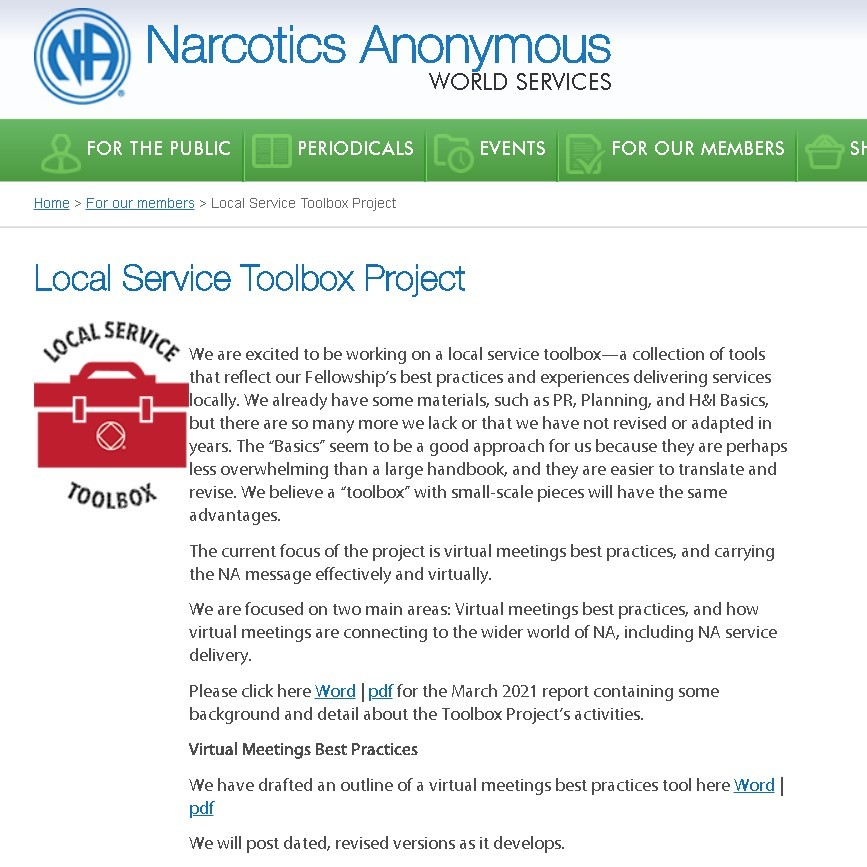 NA
Narcotics Anonymous
WORLD SERVICES
FOR THE PUBLIC
PERIODICALS
EVENTS
FOR OUR MEMBERS
SH
Home > For our members > Local Service Toolbox Project
Local Service Toolbox Project
LOCAL SERVICE
TOOLBOX
We are excited to be working on a local service toolbox—a collection of tools
that reflect our Fellowship's best practices and experiences delivering services
locally. We already have some materials, such as PR, Planning, and H&I Basics,
but there are so many more we lack or that we have not revised or adapted in
years. The “Basics” seem to be a good approach for us because they are perhaps
less overwhelming than a large handbook, and they are easier to translate and
revise. We believe a “toolbox” with small-scale pieces will have the same
advantages.
The current focus of the project is virtual meetings best practices, and carrying
the NA message effectively and virtually.
We are focused on two main areas: Virtual meetings best practices, and how
virtual meetings are connecting to the wider world of NA, including NA service
delivery.
Please click here Word | pdf for the March 2021 report containing some
background and detail about the Toolbox Project's activities.
Virtual Meetings Best Practices
We have drafted an outline of a virtual meetings best practices tool here Word |
pdf
We will post dated, revised versions as it develops.